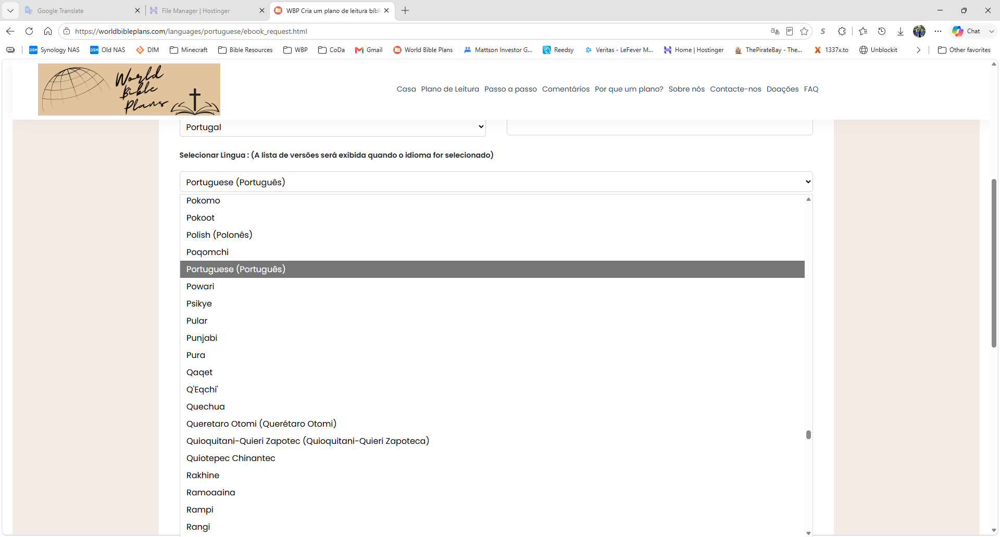 Google Translate
File Manager | Hostinger
WBP Cria um plano de leitura bíbli
https://worldbibleplans.com/languages/portuguese/ebook_request.html
Chat
Synology NAS
Old NAS
DIM
Minecraft
Bible Resources
WBP
CoDa
Gmail
World Bible Plans
Mattson Investor G...
Reedsy
Veritas - LeFever M...
Home | Hostinger
ThePirateBay - The...
1337x.to
Unblockit
Other favorites
World
Bible
Plans
Casa Plano de Leitura Passo a passo Comentários Por que um plano? Sobre nós Contacte-nos Doações FAQ
Portugal
Selecionar Língua : (A lista de versões será exibida quando o idioma for selecionado)
Portuguese (Português)
Pokomo
Pokoot
Polish (Polonês)
Poqomchi
Portuguese (Português)
Powari
Psikye
Pular
Punjabi
Pura
Qaqet
Q'Eqchi'
Quechua
Queretaro Otomi (Querétaro Otomi)
Quioquitani-Quieri Zapotec (Quioquitani-Quieri Zapoteca)
Quiotepec Chinantec
Rakhine
Ramoaaina
Rampi
Rangi